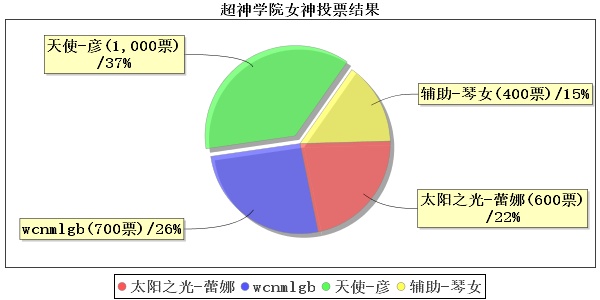 超神学院女神投票结果
天使-彦(1,000票)
/37%
辅助-琴女(400票)/15%
太阳之光-蕾娜(600票)
/22%
wcnmlgb(700票)/26%
太阳之光-蕾娜 wcnmlgb 天使-彦 辅助-琴女